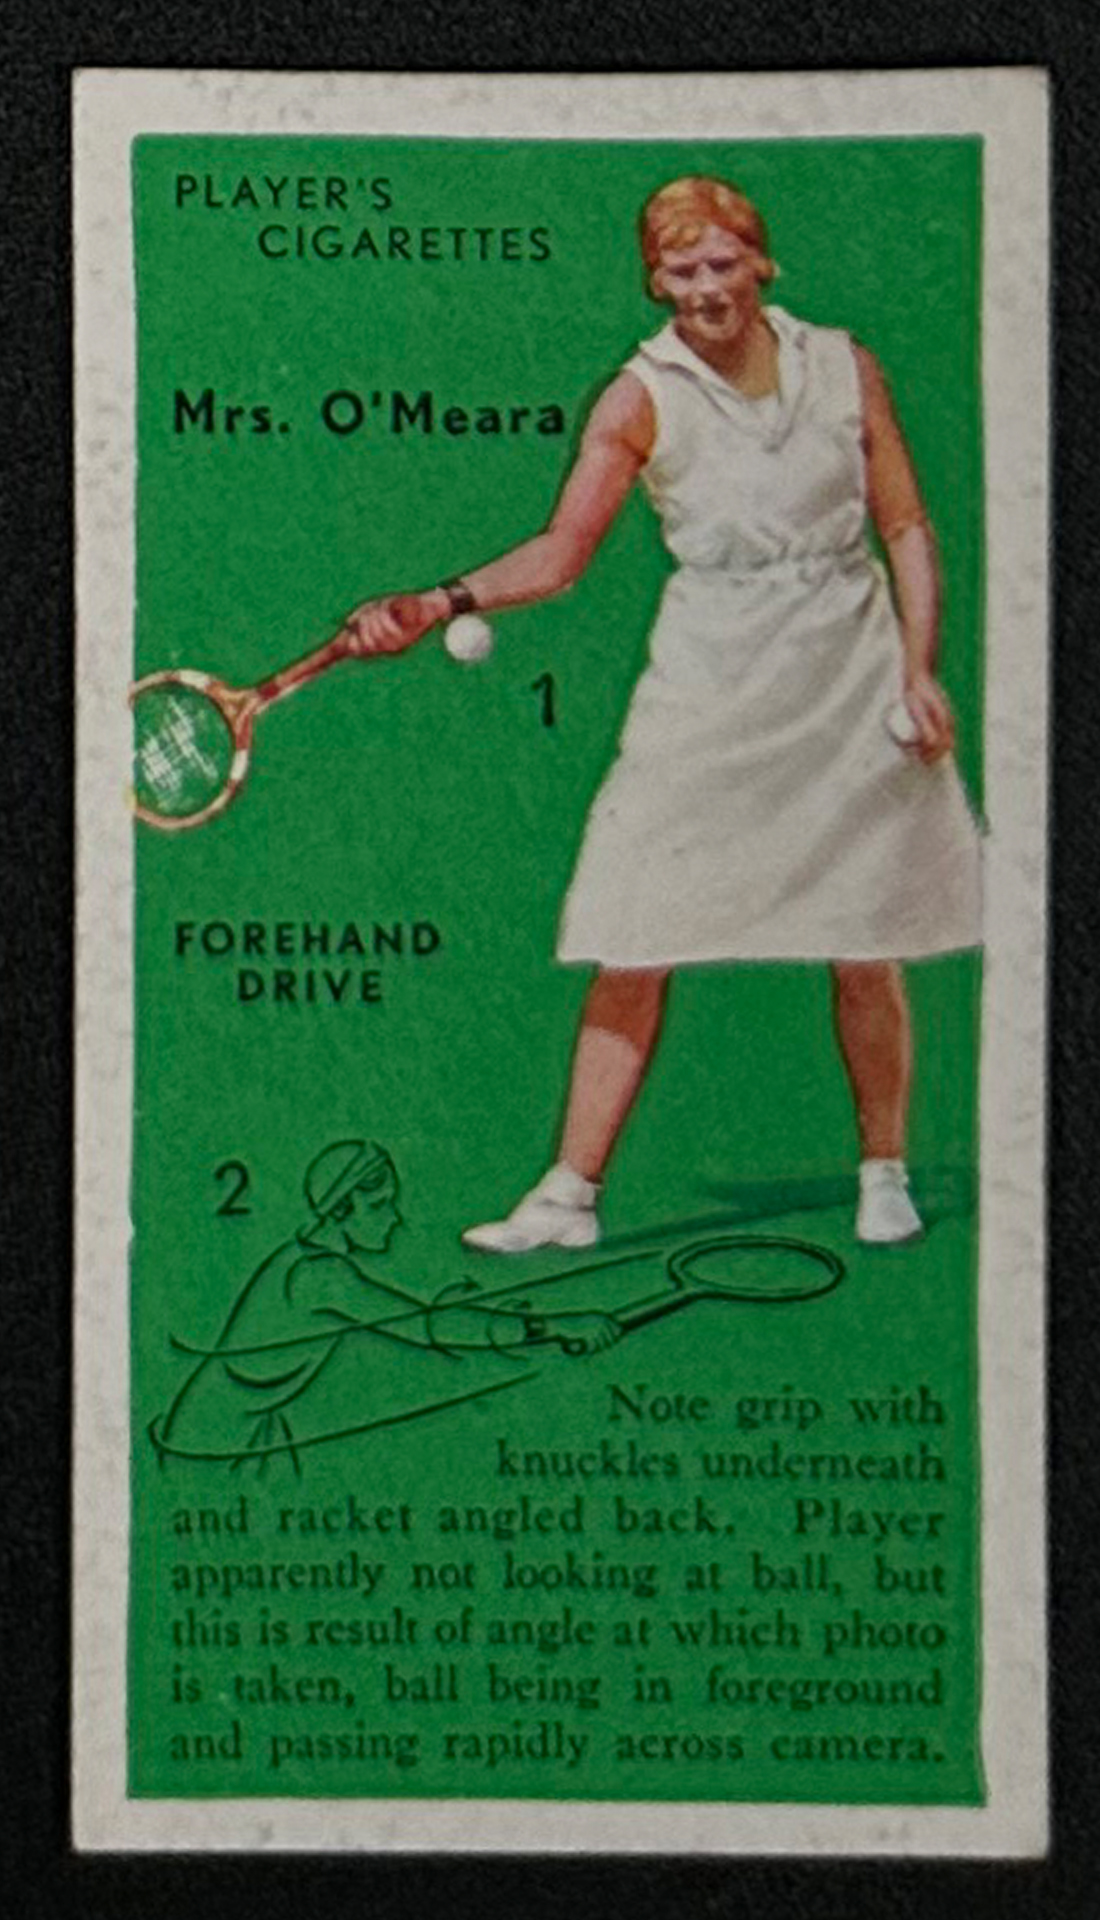 PLAYER'S
CIGARETTES
Mrs. O'Meara
1
FOREHAND
DRIVE
2
Note grip with
knuckles underneath
and racket angled back. Player
apparently not looking at ball, but
this is result of angle at which photo
is taken, ball being in foreground
and passing rapidly across camera.